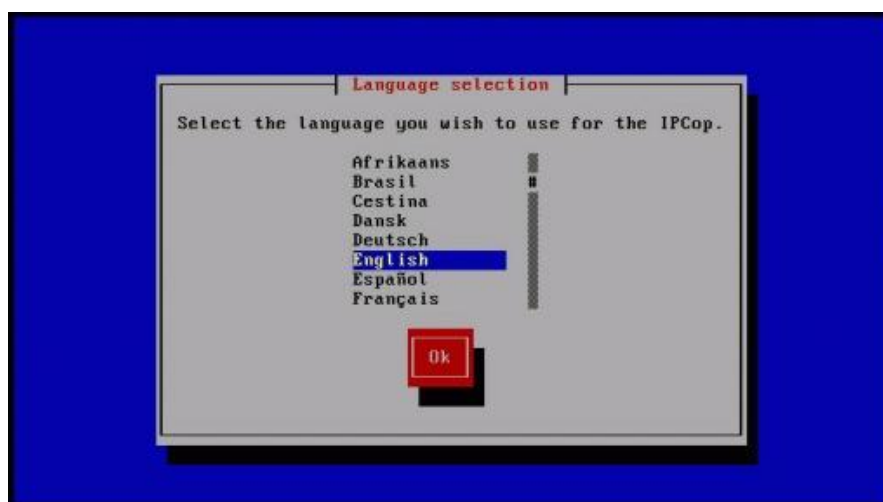 Language selection
Select the language you wish to use for the IPCop.
Afrikaans
Brasil
Cestina
Dansk
Deutsch
English
Español
Français
Ok